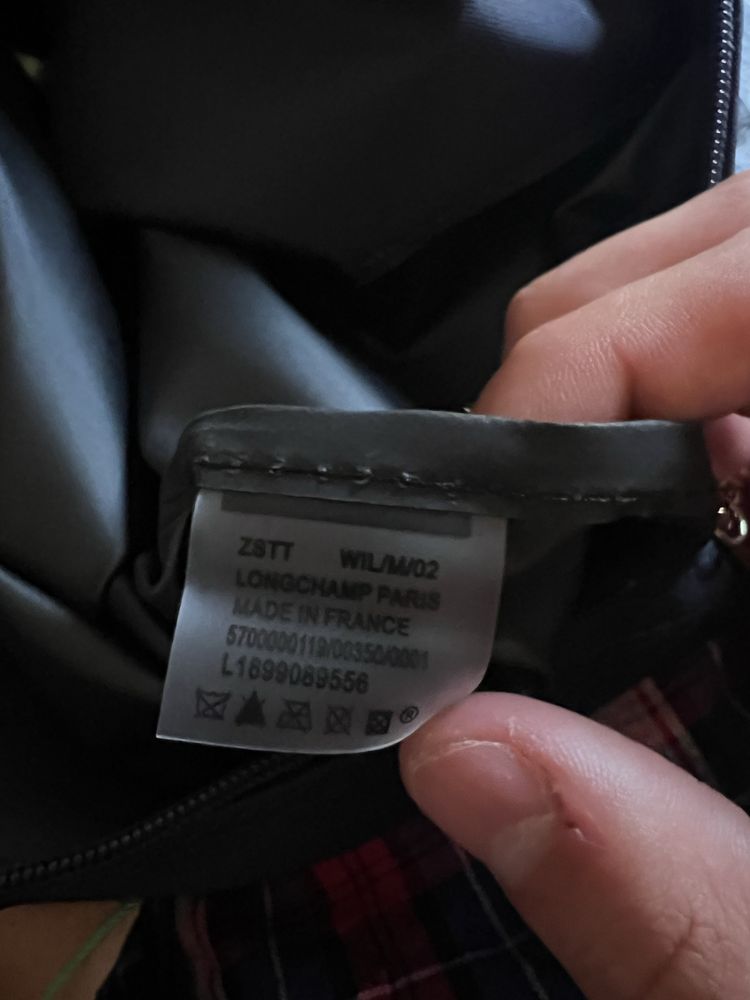 ZSTT WIL/M/02
LONGCHAMP PARIS
MADE IN FRANCE
5700000119/00350/0001
L1699089556
®